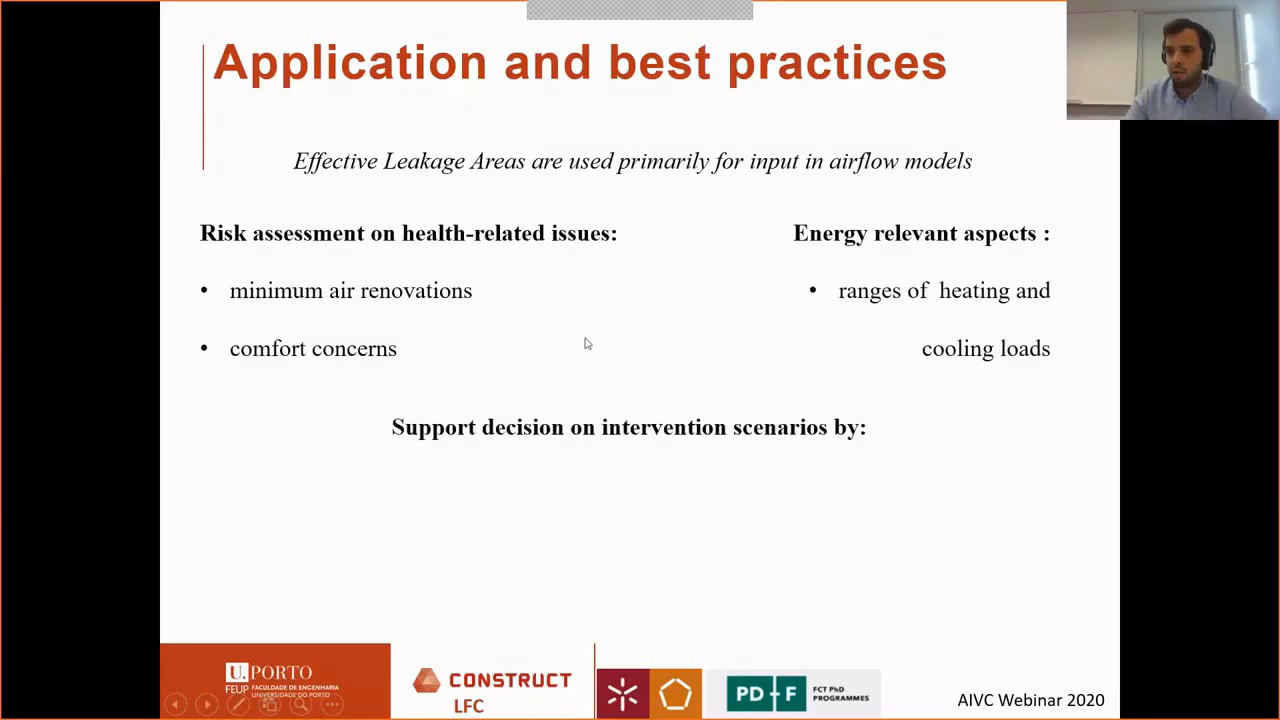 Application and best practices
Effective Leakage Areas are used primarily for input in airflow models
Risk assessment on health-related issues:
• minimum air renovations
• comfort concerns
Energy relevant aspects :
• ranges of heating and
cooling loads
Support decision on intervention scenarios by:
U.PORTO
FEUP FACULDADE DE ENGENHARIA
UNIVERSIDADE DO PORTO
CONSTRUCT
LFC
PD+F
FCT PhD
PROGRAMMES
AIVC Webinar 2020